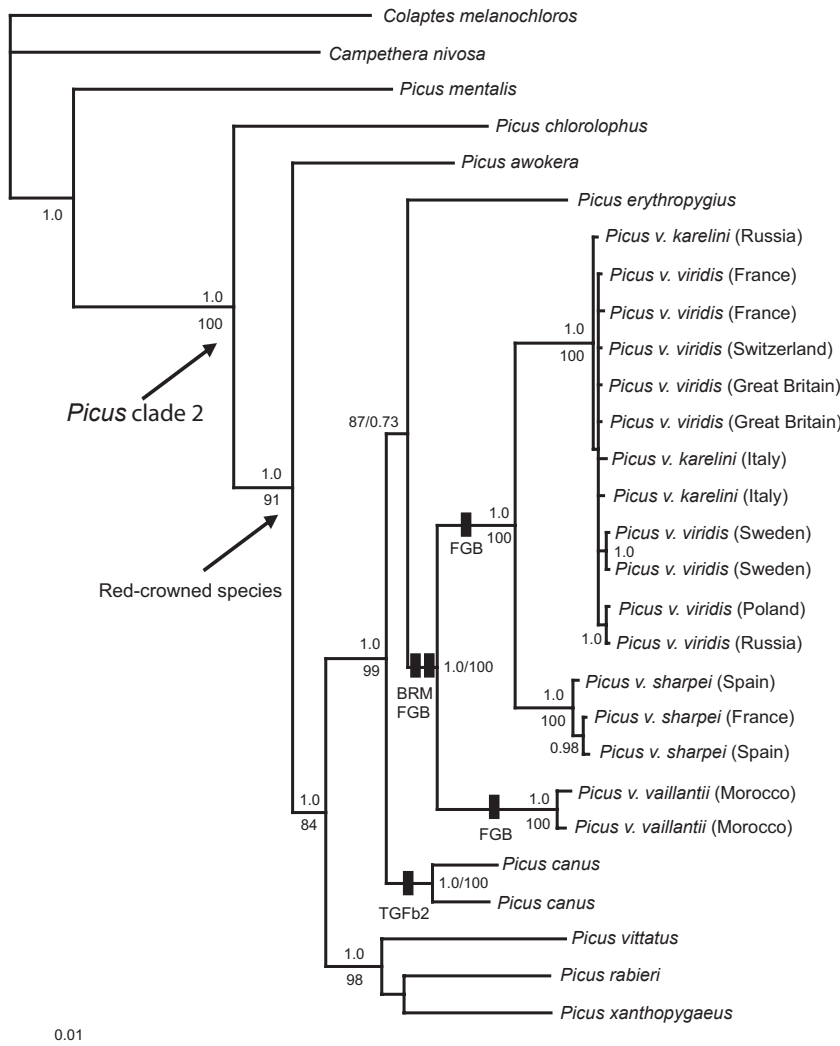 Colaptes melanochloros
Campethera nivosa
Picus mentalis
Picus chlorolophus
Picus awokera
1.0
Picus erythropygius
Picus v. karelini (Russia)
Picus v. viridis (France)
1.0
100
Picus v. viridis (France)
1.0
100
Picus v. viridis (Switzerland)
Picus v. viridis (Great Britain)
Picus clade 2
87/0.73
Picus v. viridis (Great Britain)
Picus v. karelini (Italy)
1.0
91
Picus v. karelini (Italy)
FGB
1.0
100
Picus v. viridis (Sweden)
1.0
Picus v. viridis (Sweden)
Red-crowned species
Picus v. viridis (Poland)
1.0
Picus v. viridis (Russia)
1.0
99
BRM
FGB
1.0/100
Picus v. sharpei (Spain)
1.0
100
Picus v. sharpei (France)
0.98
Picus v. sharpei (Spain)
1.0
84
FGB
1.0
100
Picus v. vaillantii (Morocco)
Picus v. vaillantii (Morocco)
Picus canus
TGFb2
1.0/100
Picus canus
1.0
98
Picus vittatus
Picus rabieri
Picus xanthopygaeus
0.01